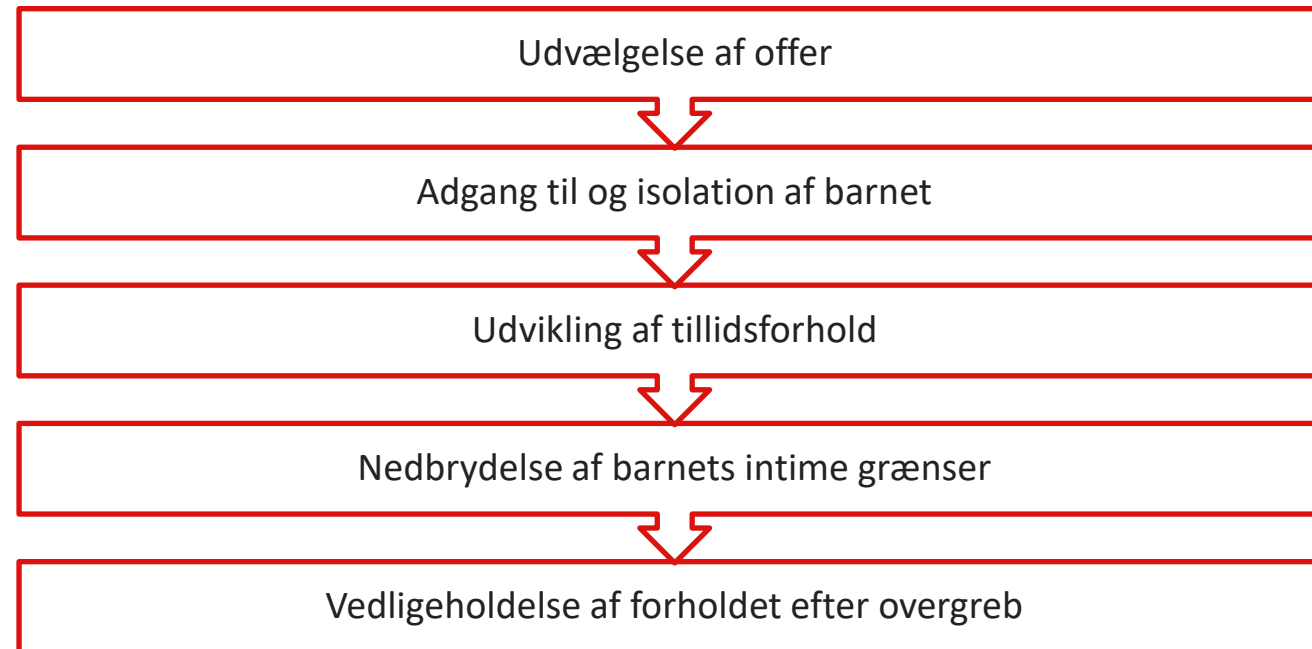 Udvælgelse af offer
Adgang til og isolation af barnet
Udvikling af tillidsforhold
Nedbrydelse af barnets intime grænser
Vedligeholdelse af forholdet efter overgreb